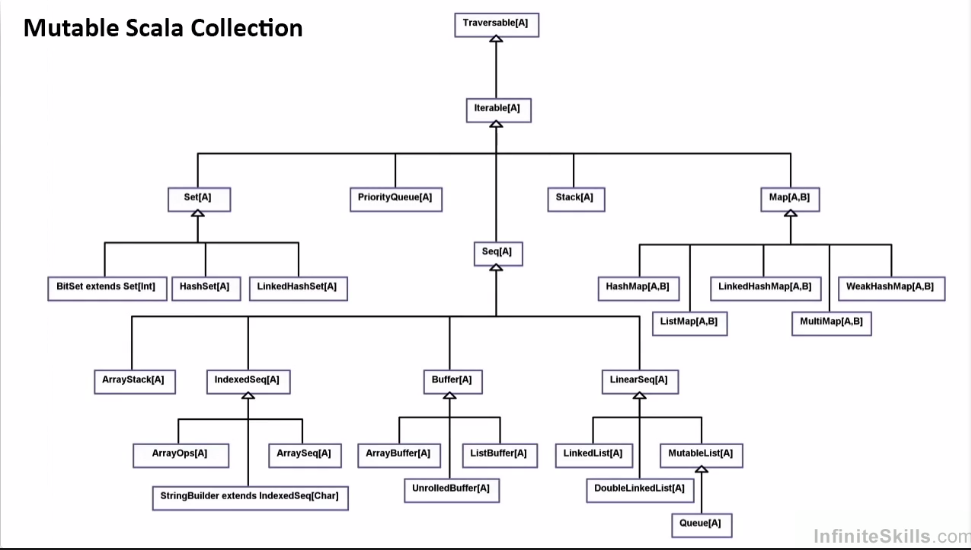 Mutable Scala Collection
Traversable[A]
Iterable[A]
Set[A]
PriorityQueue[A]
Stack[A]
Map[A,B]
Seq[A]
BitSet extends Set[Int]
HashSet[A]
LinkedHashSet[A]
HashMap[A,B]
LinkedHashMap[A,B]
WeakHashMap[A,B]
ListMap[A,B]
MultiMap[A,B]
ArrayStack[A]
IndexedSeq[A]
Buffer[A]
LinearSeq[A]
ArrayOps[A]
ArraySeq[A]
ArrayBuffer[A]
ListBuffer[A]
LinkedList[A]
MutableList[A]
StringBuilder extends IndexedSeq[Char]
UnrolledBuffer[A]
DoubleLinkedList[A]
Queue[A]
InfiniteSkills.com